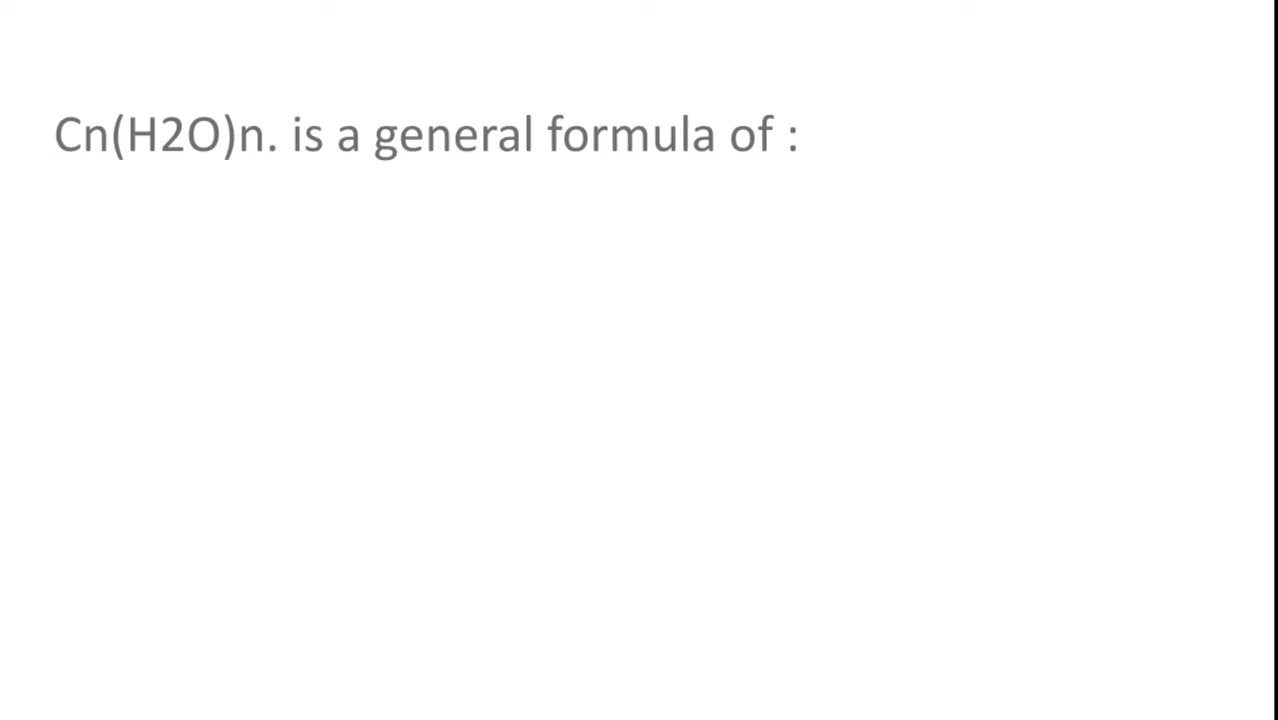 Cn(H2O)n. is a general formula of :